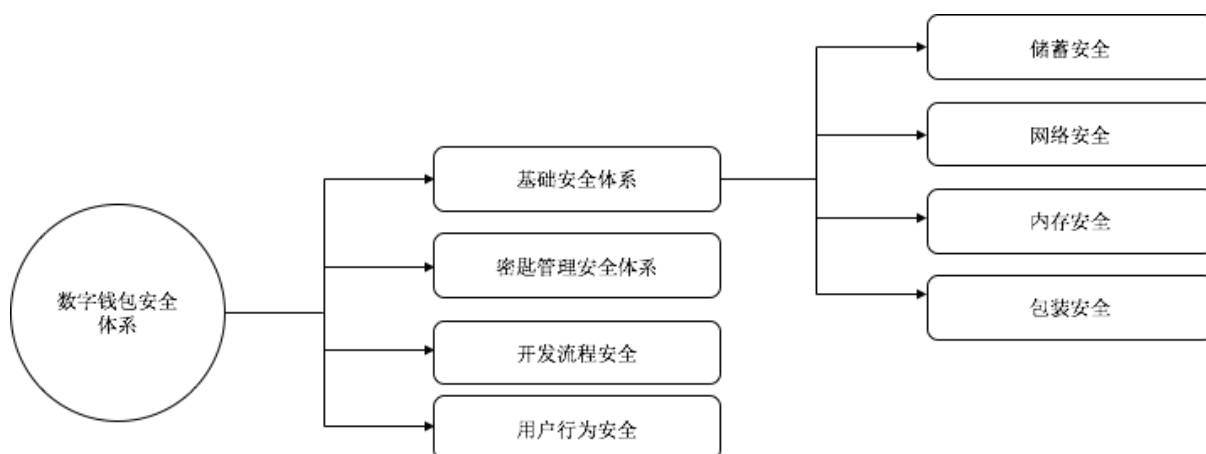 数字钱包安全
体系
基础安全体系
密匙管理安全体系
开发流程安全
用户行为安全
储蓄安全
网络安全
内存安全
包装安全